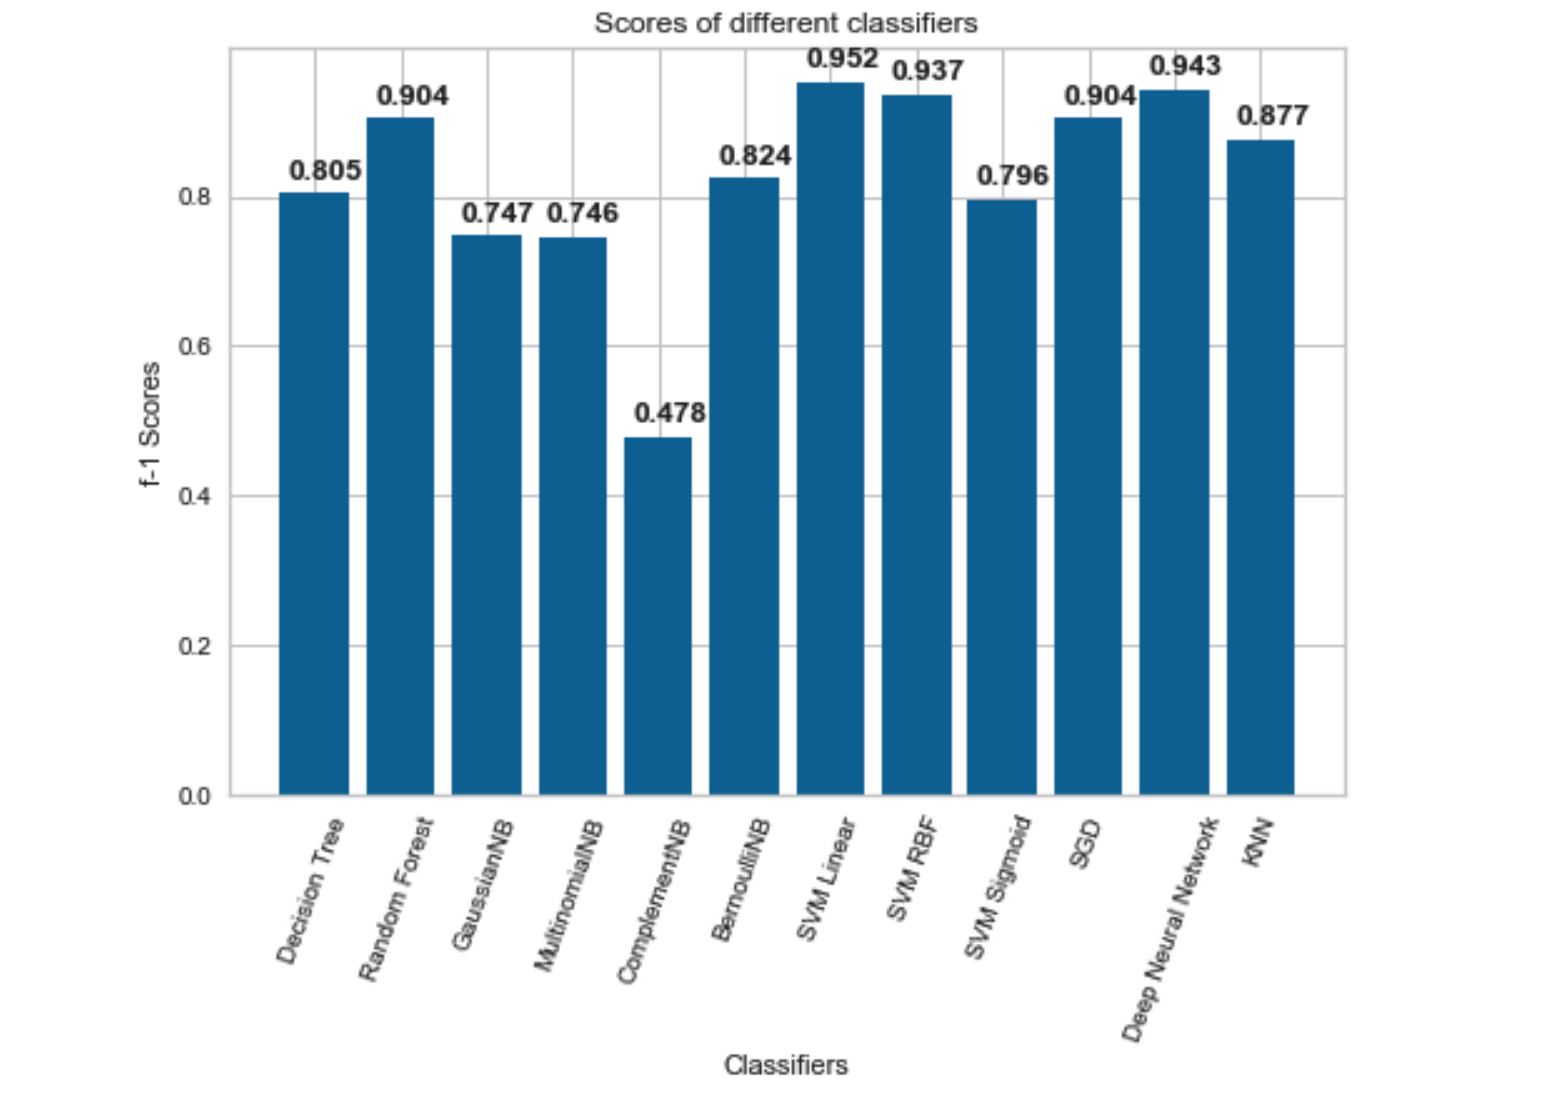 Scores of different classifiers
0.952
0.937
0.943
0.904
0.904
0.877
0.805
0.824
0.796
0.747
0.746
0.478
0.8
0.6
0.4
0.2
0.0
f-1 Scores
Decision Tree
Random Forest
GaussianNB
MultinomialNB
ComplementNB
BernoulliNB
SVM Linear
SVM RBF
SVM Sigmoid
SGD
Deep Neural Network
KNN
Classifiers